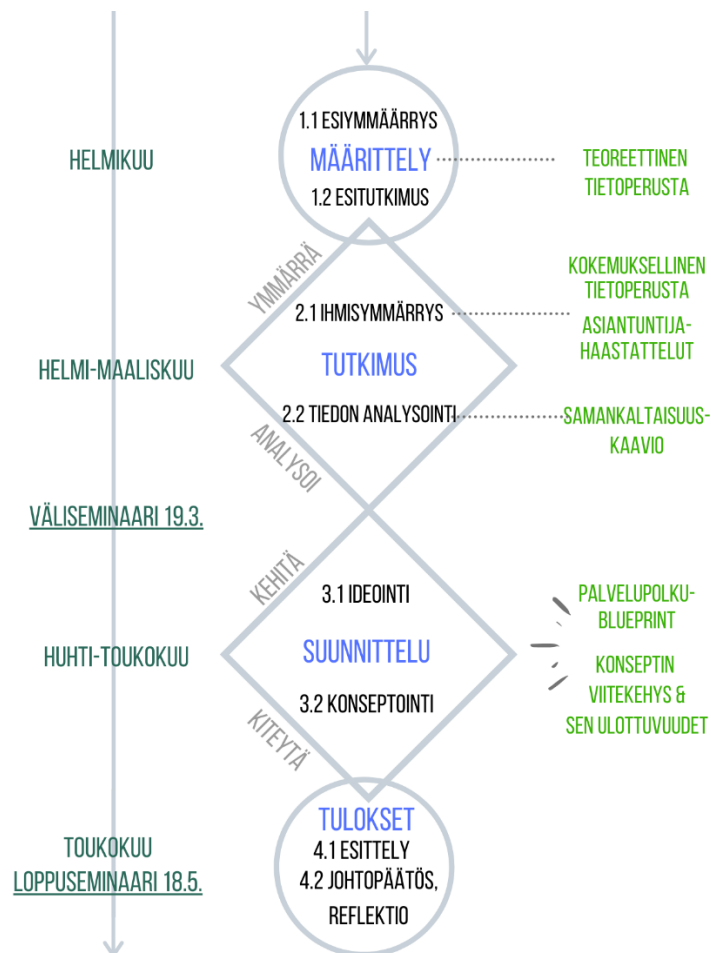 HELMIKUU
1.1 ESIYMMÄRRYS
MÄÄRITTELY
1.2 ESITUTKIMUS
TEOREETTINEN
TIETOPERUSTA
YMMÄRRÄ
HELMI-MAALISKUU
2.1 IHMISYMMÄRRYS
TUTKIMUS
2.2 TIEDON ANALYSOINTI
KOKEMUKSELLINEN
TIETOPERUSTA
ASIANTUNTIJA-
HAASTATTELUT
SAMANKALTAISUUS-
KAAVIO
ANALYSOI
VÄLISEMINAARI 19.3.
KEHITÄ
HUHTI-TOUKOKUU
3.1 IDEOINTI
SUUNNITTELU
3.2 KONSEPTOINTI
PALVELUPOLKU-
BLUEPRINT
KONSEPTIN
VIITEKEHYS &
SEN ULOTTUVUUDET
KITEYTÄ
TOUKOKUU
LOPPUSEMINAARI 18.5.
TULOKSET
4.1 ESITTELY
4.2 JOHTOPÄÄTÖS,
REFLEKTIO